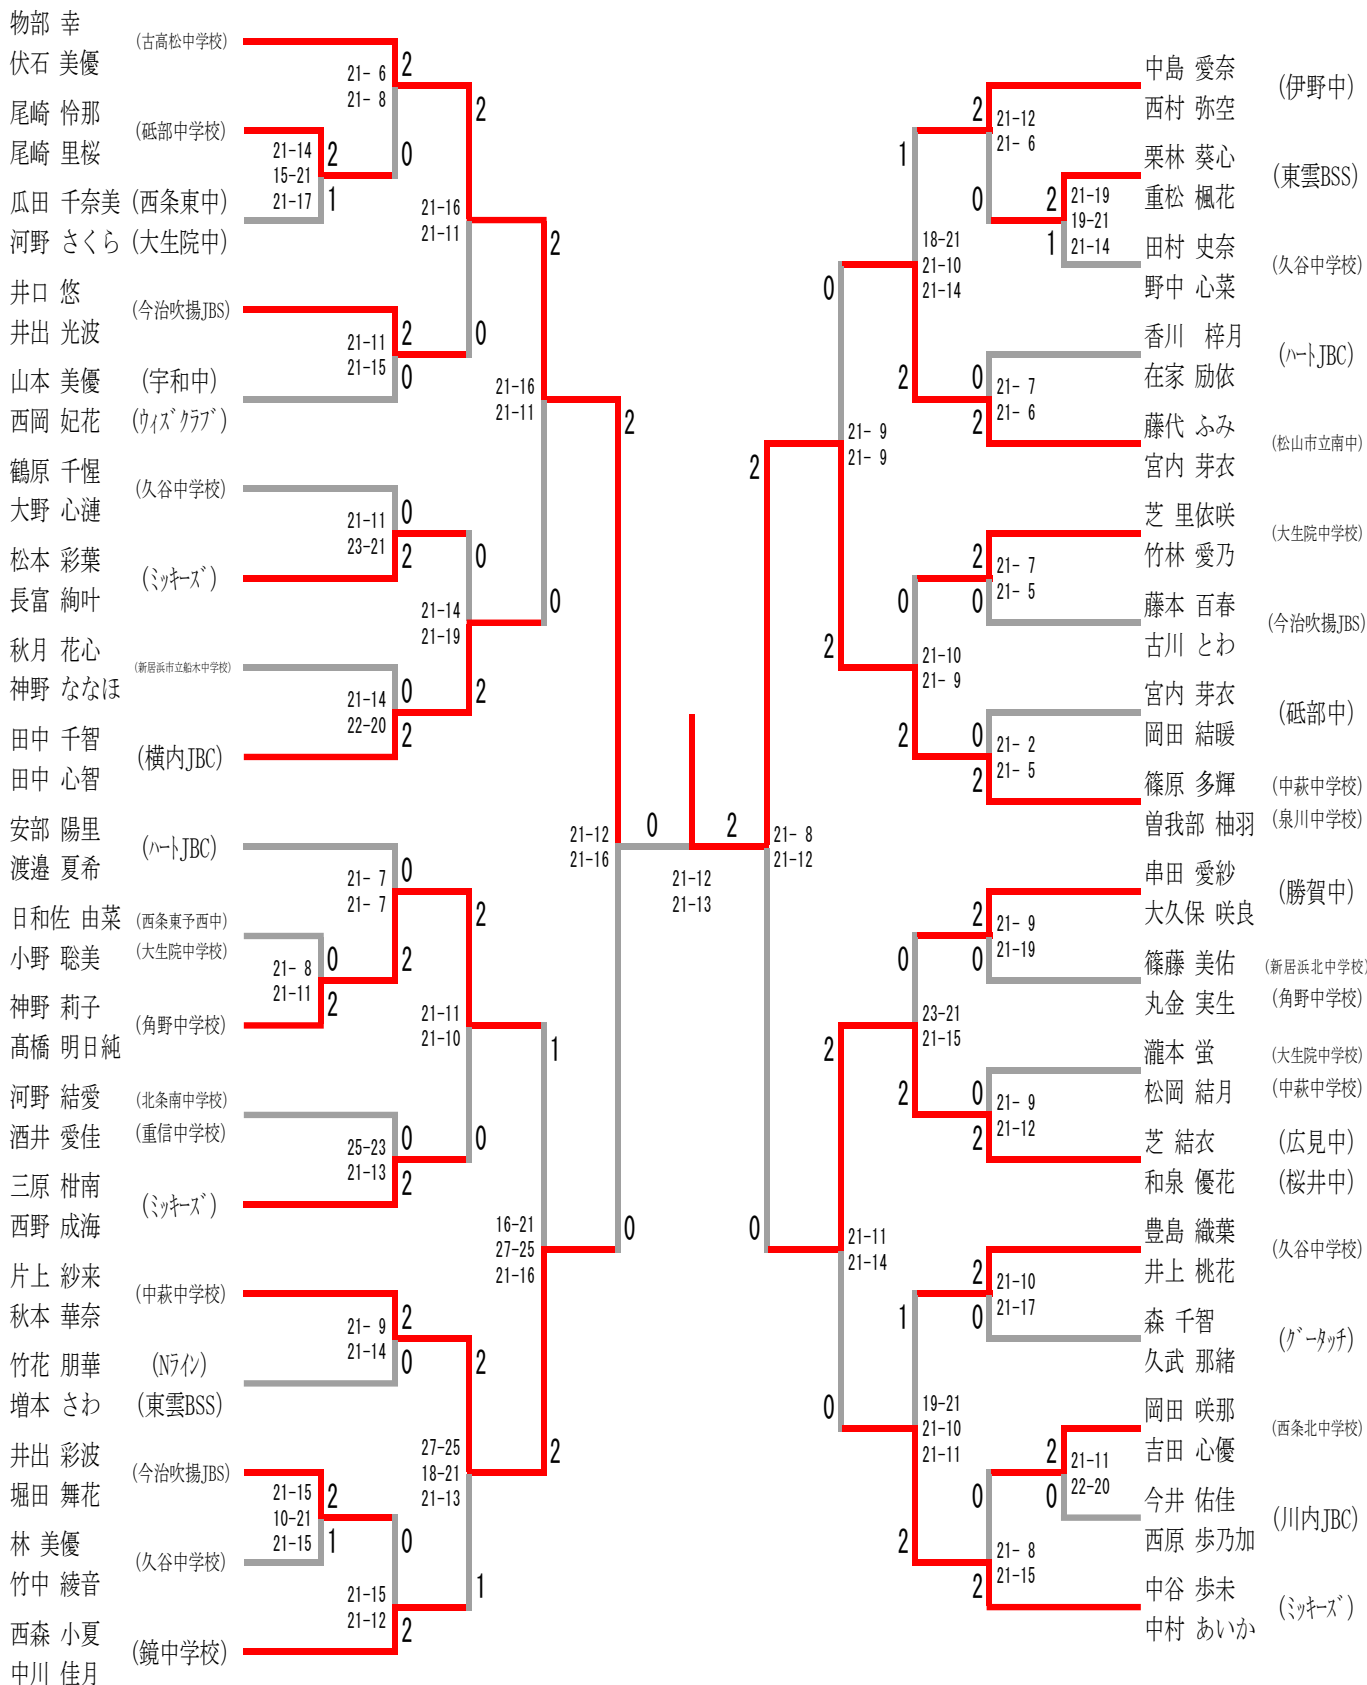 物部 幸
(古高松中学校)
伏石 美優
21- 6
21- 8
2
0
尾崎 怜那
(砥部中学校)
尾崎 里桜
21-14
15-21
21-17
2
1
瓜田 千奈美 (西条東中)
河野 さくら (大生院中)
21-16
21-11
2
0
井口 悠
(今治吹揚JBS)
井出 光波
21-11
21-15
2
0
山本 美優 (宇和中)
西岡 妃花 (ウィズクラブ)
21-16
21-11
2
0
鶴原 千惺
(久谷中学校)
大野 心漣
21-11
23-21
0
2
松本 彩葉
(ミッキーズ)
長富 絢叶
21-14
21-19
0
2
秋月 花心
(新居浜市立船木中学校)
神野 ななほ
21-14
22-20
0
2
田中 千智
(横内JBC)
田中 心智
21-12
21-16
2
0
安部 陽里
(ハートJBC)
渡邉 夏希
21- 7
21- 7
0
2
日和佐 由菜 (西条東予西中)
小野 聡美 (大生院中学校)
21- 8
21-11
0
2
神野 莉子
(角野中学校)
髙橋 明日純
21-11
21-10
2
0
河野 結愛 (北条南中学校)
酒井 愛佳 (重信中学校)
25-23
21-13
0
2
三原 柑南
(ミッキーズ)
西野 成海
16-21
27-25
21-16
1
2
片上 紗来
(中萩中学校)
秋本 華奈
21- 9
21-14
2
0
竹花 朋華 (Nライン)
増本 さわ (東雲BSS)
27-25
18-21
21-13
2
1
井出 彩波
(今治吹揚JBS)
堀田 舞花
21-15
10-21
21-15
2
1
林 美優
(久谷中学校)
竹中 綾音
21-15
21-12
0
2
西森 小夏
(鏡中学校)
中川 佳月
0
2
21-12
21-13
中島 愛奈
(伊野中)
西村 弥空
2
0
21-12
21- 6
栗林 葵心
(東雲BSS)
重松 楓花
2
1
21-19
19-21
21-14
田村 史奈
(久谷中学校)
野中 心菜
1
2
18-21
21-10
21-14
香川 梓月
(ハートJBC)
在家 励依
0
2
21- 7
21- 6
藤代 ふみ
(松山市立南中)
宮内 芽衣
0
2
21- 9
21- 9
芝 里依咲
(大生院中学校)
竹林 愛乃
2
0
21- 7
21- 5
藤本 百春
(今治吹揚JBS)
古川 とわ
0
2
21-10
21- 9
宮内 芽衣
(砥部中)
岡田 結暖
0
2
21- 2
21- 5
篠原 多輝 (中萩中学校)
曽我部 柚羽 (泉川中学校)
2
0
21- 8
21-12
串田 愛紗
(勝賀中)
大久保 咲良
2
0
21- 9
21-19
篠藤 美佑 (新居浜北中学校)
丸金 実生 (角野中学校)
0
2
23-21
21-15
瀧本 蛍 (大生院中学校)
松岡 結月 (中萩中学校)
0
2
21- 9
21-12
芝 結衣 (広見中)
和泉 優花 (桜井中)
2
0
21-11
21-14
豊島 織葉
(久谷中学校)
井上 桃花
2
0
21-10
21-17
森 千智
(グータッチ)
久武 那緒
1
2
19-21
21-10
21-11
岡田 咲那
(西条北中学校)
吉田 心優
2
0
21-11
22-20
今井 佑佳
(川内JBC)
西原 歩乃加
0
2
21- 8
21-15
中谷 歩未
(ミッキーズ)
中村 あいか